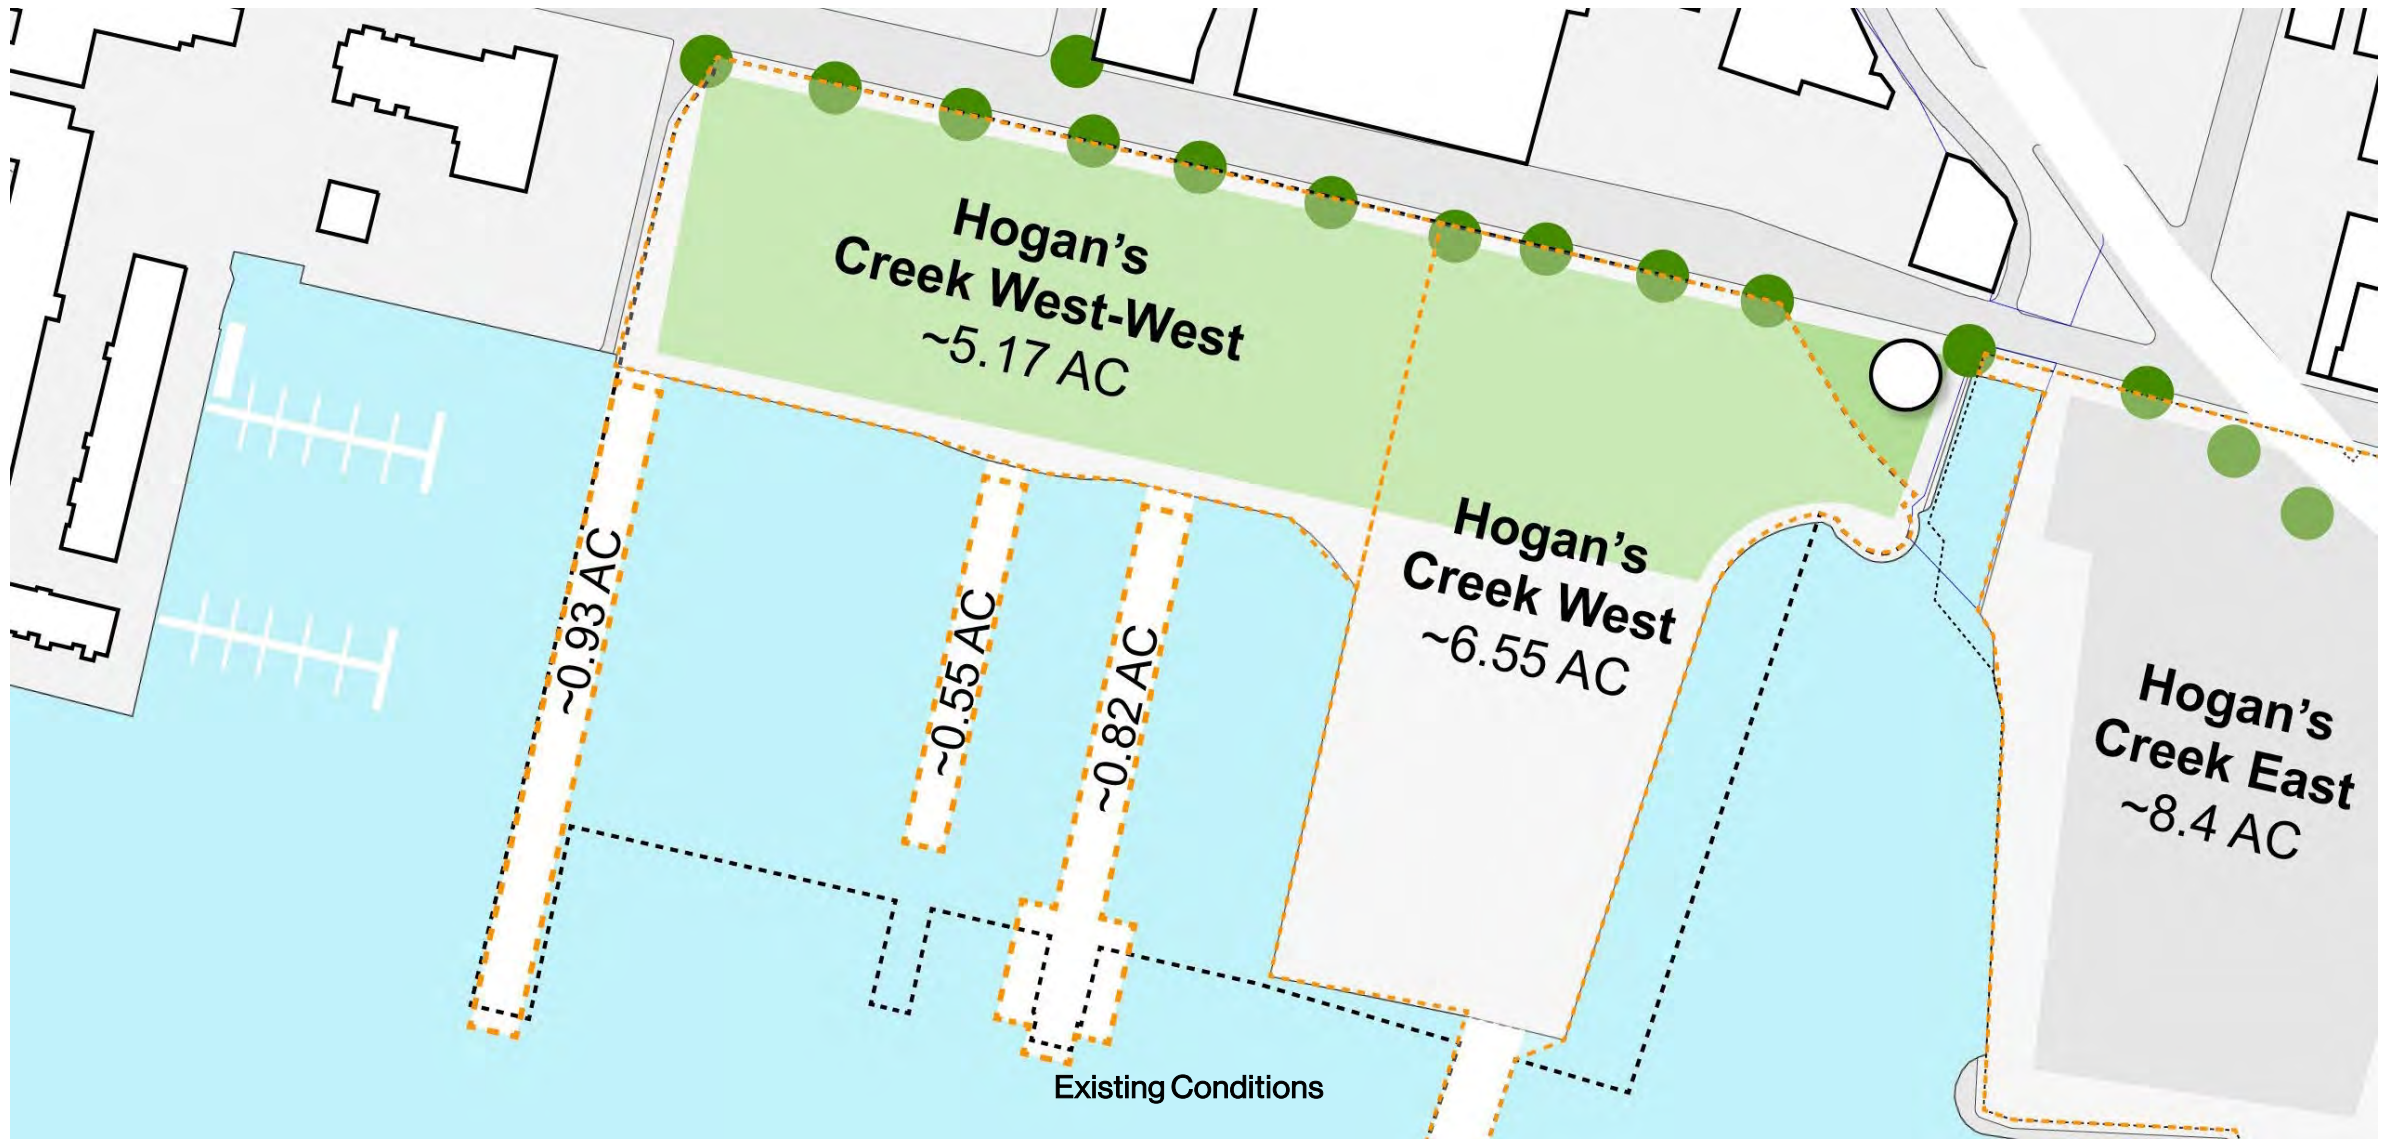 Hogan’s
Creek West-West
~5.17 AC
Hogan’s
Creek West
~6.55 AC
~0.93 AC
~0.55 AC
~0.82 AC
Hogan’s
Creek East
~8.4 AC
Existing Conditions